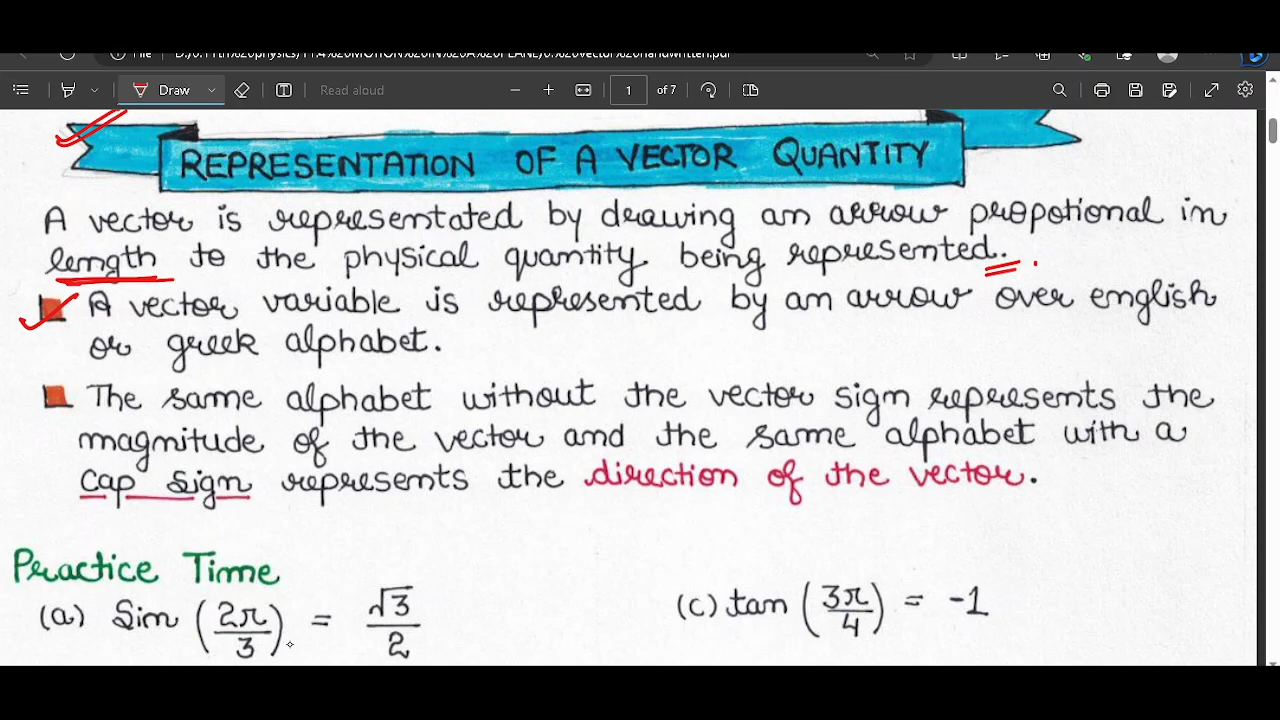 File
Draw
Read aloud
1 of 7
REPRESENTATION OF A VECTOR QUANTITY
A vector is representated by drawing an arrow propotional in
length to the physical quantity being represented.
A vector variable is represented by an arrow over english
or greek alphabet.
The same alphabet without the vector sign represents the
magnitude of the vector and the same alphabet with a
cap sign represents the direction of the vector.
Practice Time
(a) Sin (2π/3) = √3/2
(c) tan (3π/4) = -1